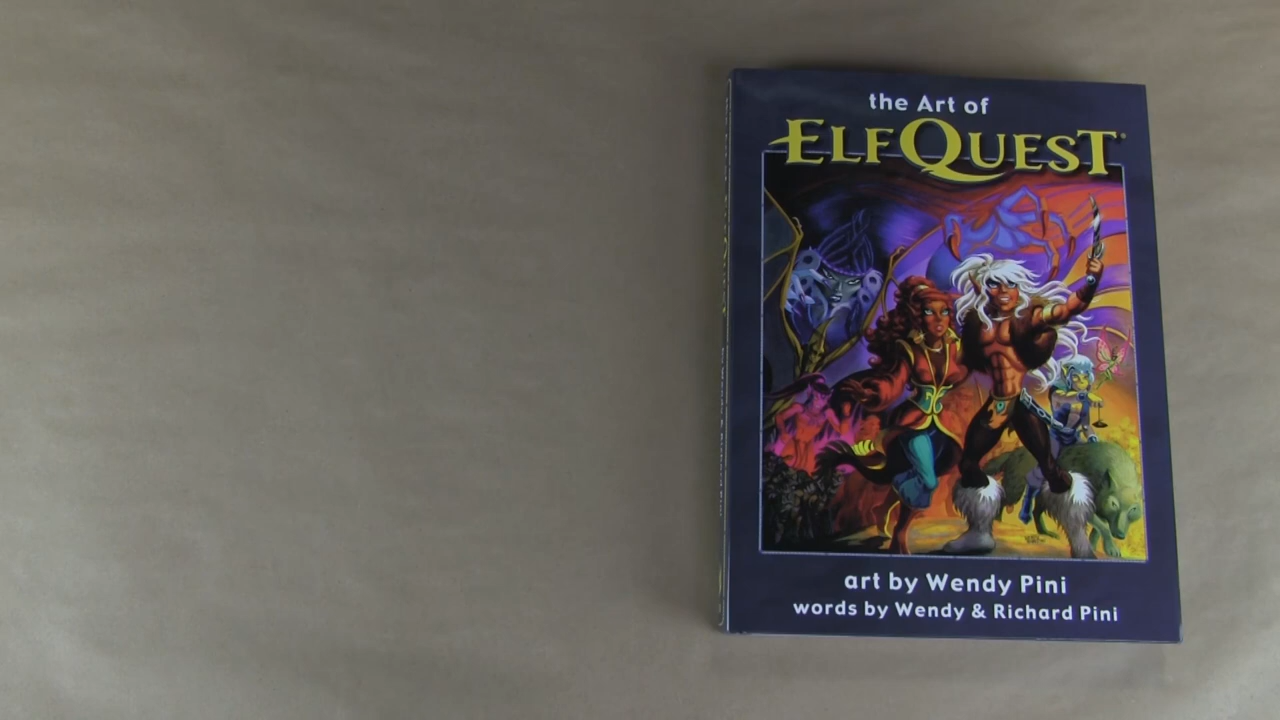 the Art of
ELFQUEST®
art by Wendy Pini
words by Wendy & Richard Pini